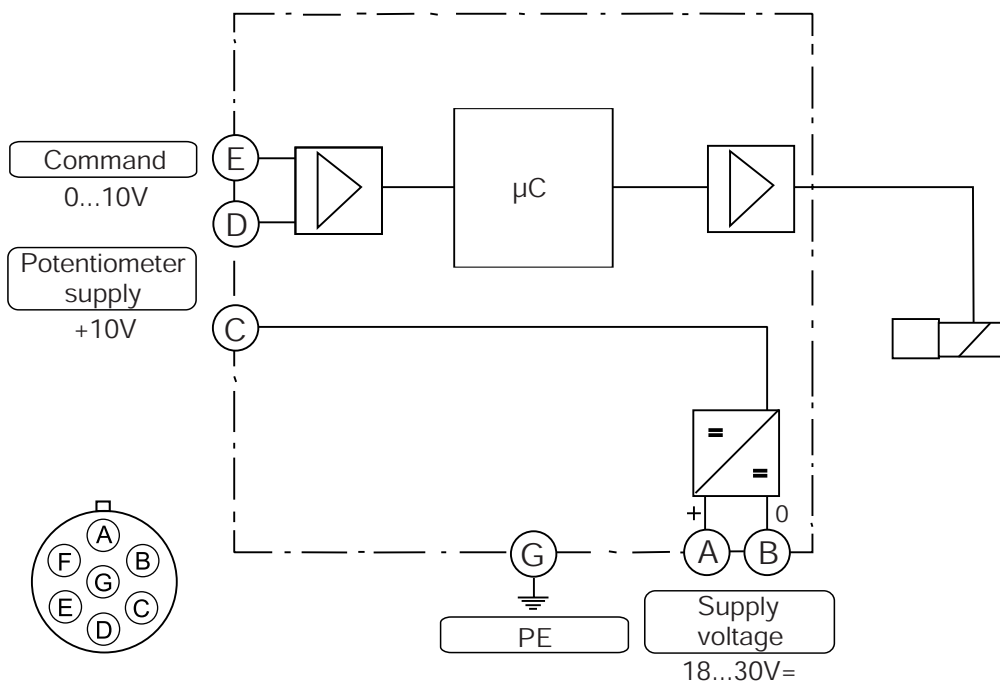 E
Command
0...10V
µC
D
Potentiometer
supply
+10V
C
+
0
G
A
B
PE
Supply
voltage
18...30V=
A
F
B
G
E
C
D